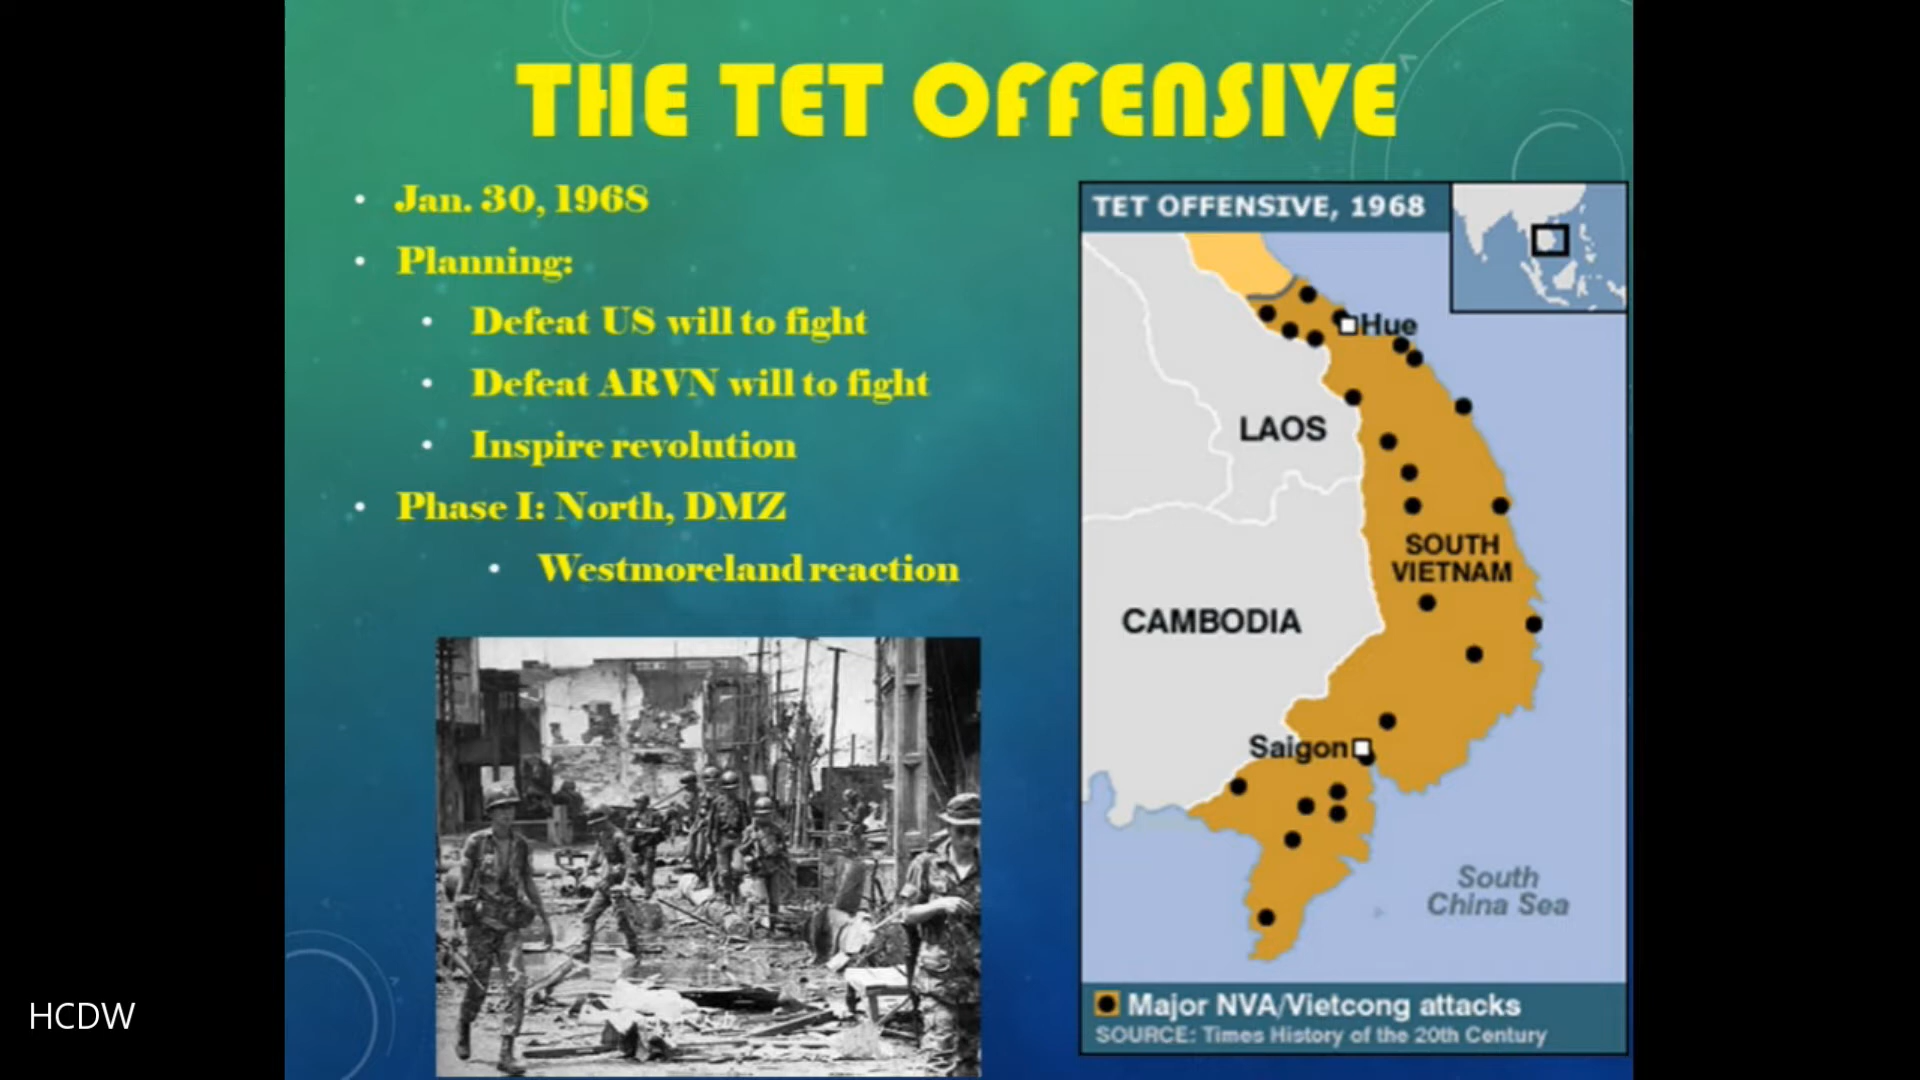 THE TET OFFENSIVE
• Jan. 30, 1968
• Planning:
• Defeat US will to fight
• Defeat ARVN will to fight
• Inspire revolution
• Phase I: North, DMZ
• Westmoreland reaction
TET OFFENSIVE, 1968
Hue
LAOS
SOUTH
VIETNAM
CAMBODIA
Saigon
South
China Sea
Major NVA/Vietcong attacks
SOURCE: Times History of the 20th Century
HCDW